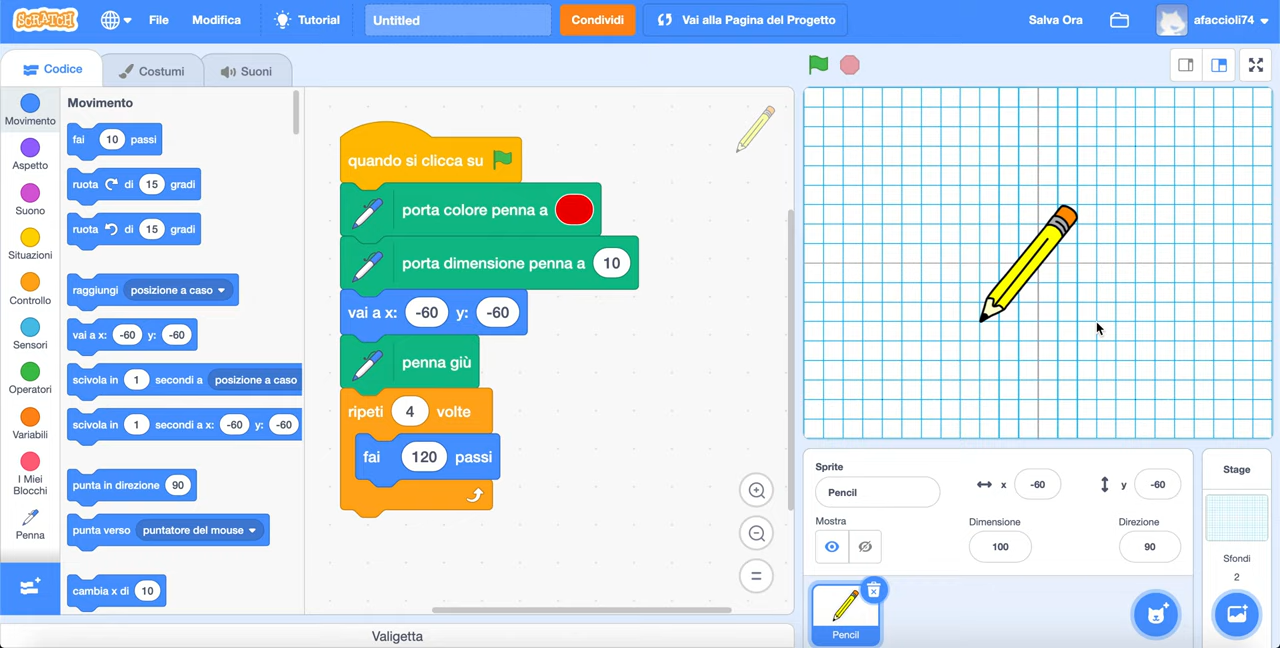 SCRATCH
File
Modifica
Tutorial
Untitled
Condividi
Vai alla Pagina del Progetto
Salva Ora
afaccioli74
Codice
Costumi
Suoni
Movimento
Aspetto
Suono
Situazioni
Controllo
Sensori
Operatori
Variabili
I Miei
Blocchi
Penna
Movimento
fai 10 passi
ruota di 15 gradi
ruota di 15 gradi
raggiungi posizione a caso
vai a x: -60 y: -60
scivola in 1 secondi a posizione a caso
scivola in 1 secondi a x: -60 y: -60
punta in direzione 90
punta verso puntatore del mouse
cambia x di 10
quando si clicca su
porta colore penna a
porta dimensione penna a 10
vai a x: -60 y: -60
penna giù
ripeti 4 volte
fai 120 passi
Valigetta
Sprite
Pencil
x -60
y -60
Mostra
Dimensione
100
Direzione
90
Pencil
Stage
Sfondi
2